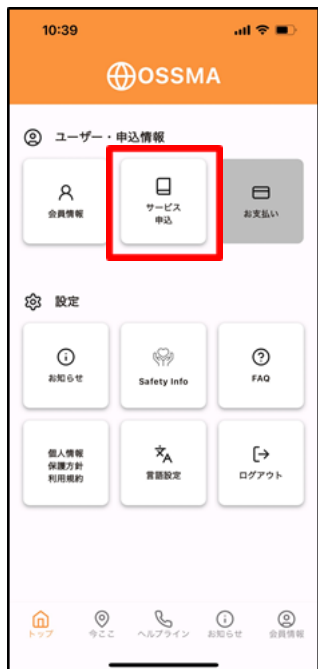 10:39
OSSMA
ユーザー・申込情報
会員情報
サービス
申込
お支払い
設定
お知らせ
Safety Info
FAQ
個人情報
保護方針
利用規約
言語設定
ログアウト
トップ
今ここ
ヘルプライン
お知らせ
会員情報